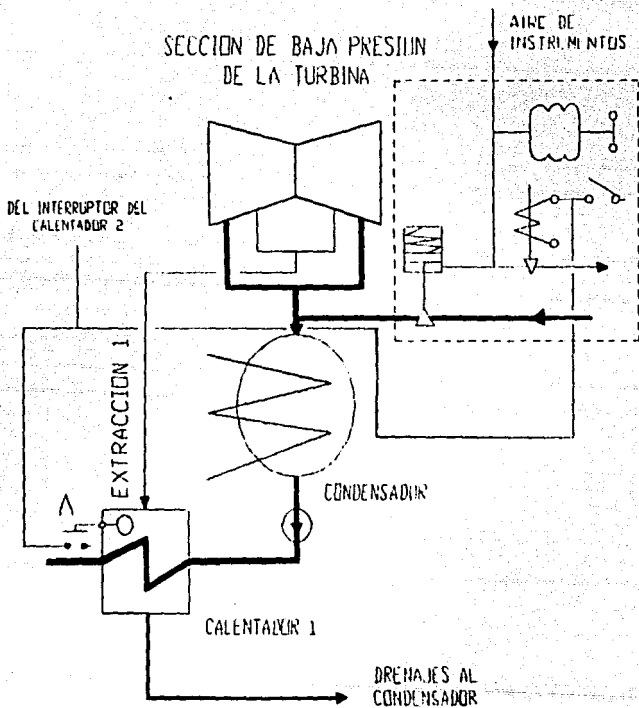 AIRE DE
INSTRUMENTOS
SECCION DE BAJA PRESION
DE LA TURBINA
DEL INTERRUPTOR DEL
CALENTADOR 2
EXTRACCION 1
CONDENSADOR
CALENTADOR 1
DRENAJES AL
CONDENSADOR